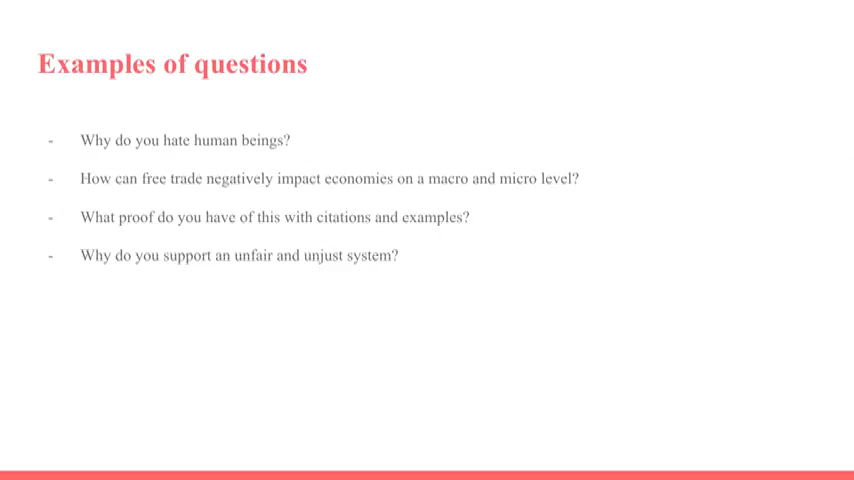 Examples of questions
- Why do you hate human beings?
- How can free trade negatively impact economies on a macro and micro level?
- What proof do you have of this with citations and examples?
- Why do you support an unfair and unjust system?